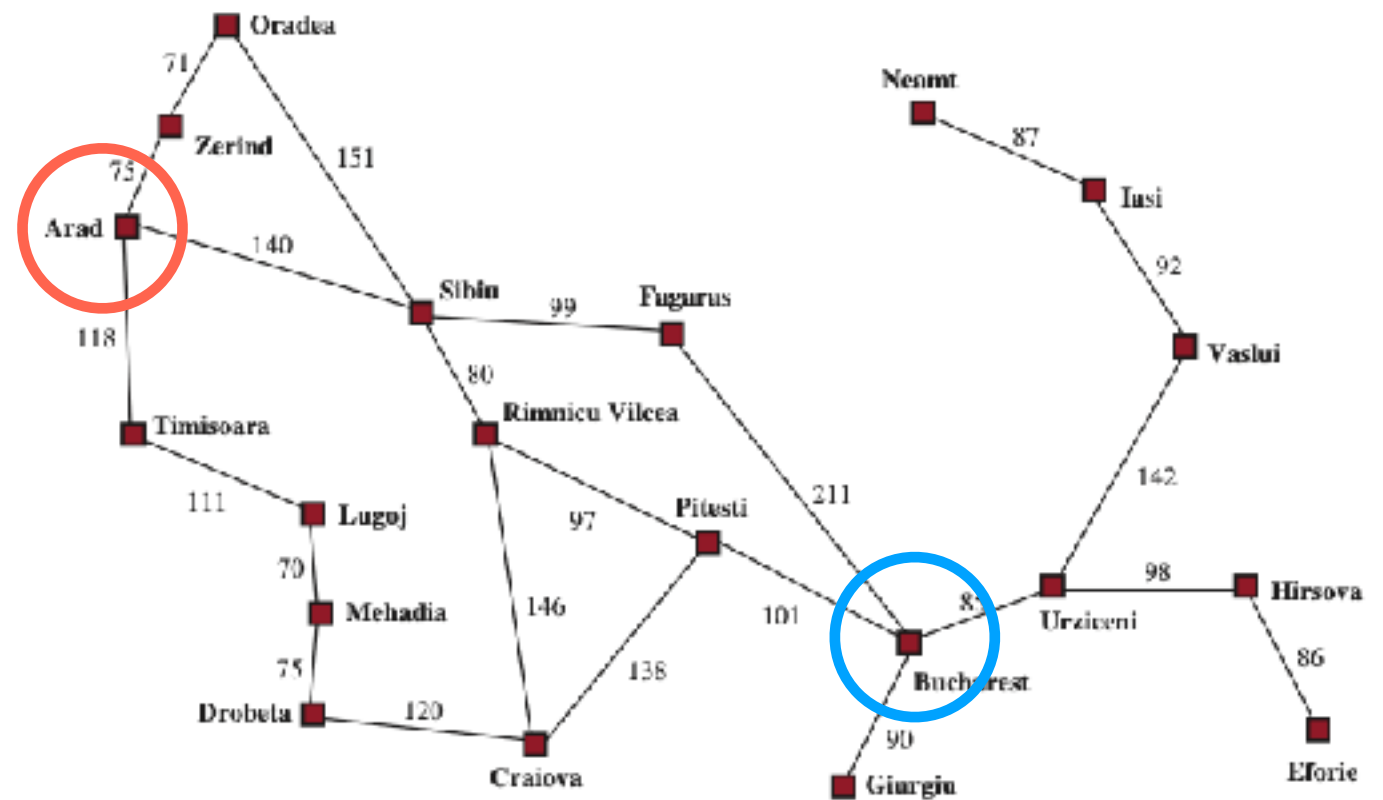 Oradea
71
Neamt
87
Zerind
151
75
Iasi
Arad
140
92
Sibiu
99
Fagaras
118
Vaslui
80
Timisoara
Rimnicu Vilcea
142
111
211
Lugoj
97
Pitesti
70
98
Hirsova
146
101
Mehadia
Urziceni
138
86
75
Bucharest
Drobeta
120
90
Craiova
Giurgiu
Eforie